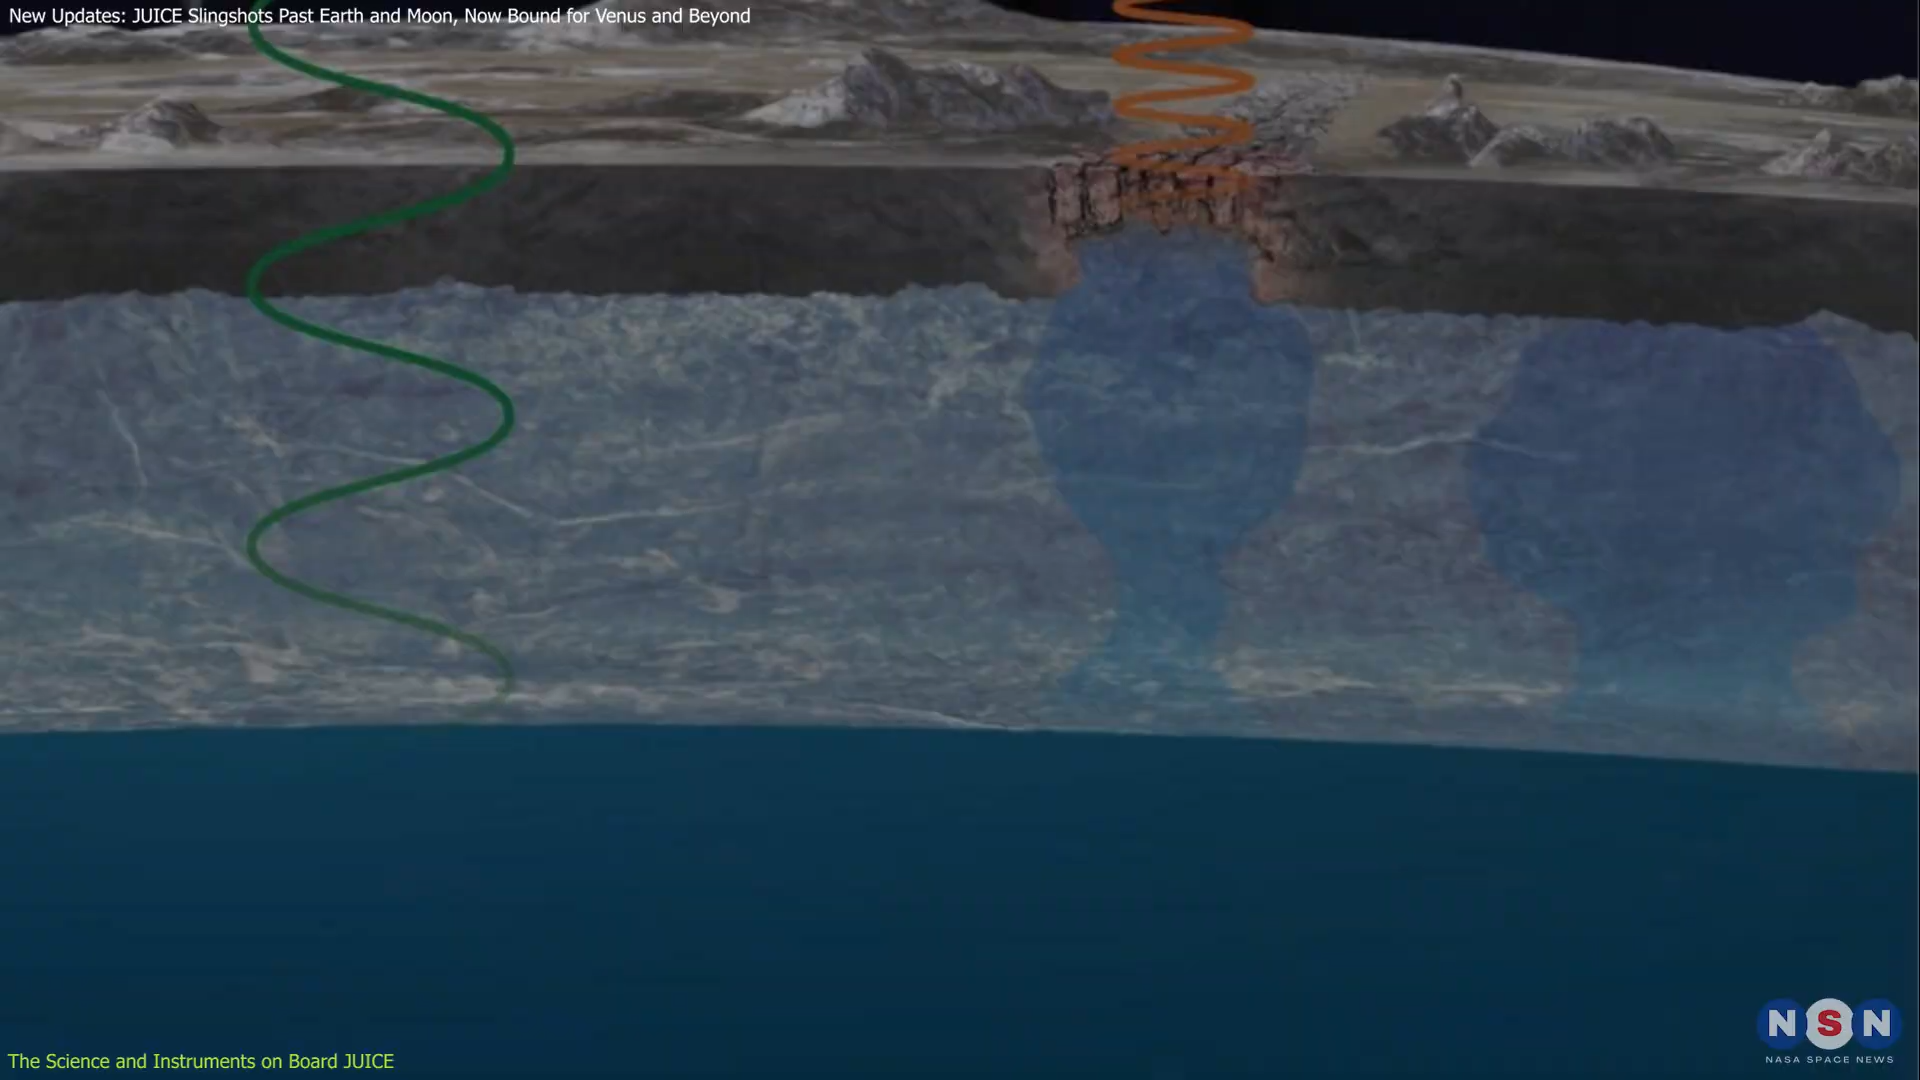 New Updates: JUICE Slingshots Past Earth and Moon, Now Bound for Venus and Beyond
The Science and Instruments on Board JUICE
NSN
NASA SPACE NEWS